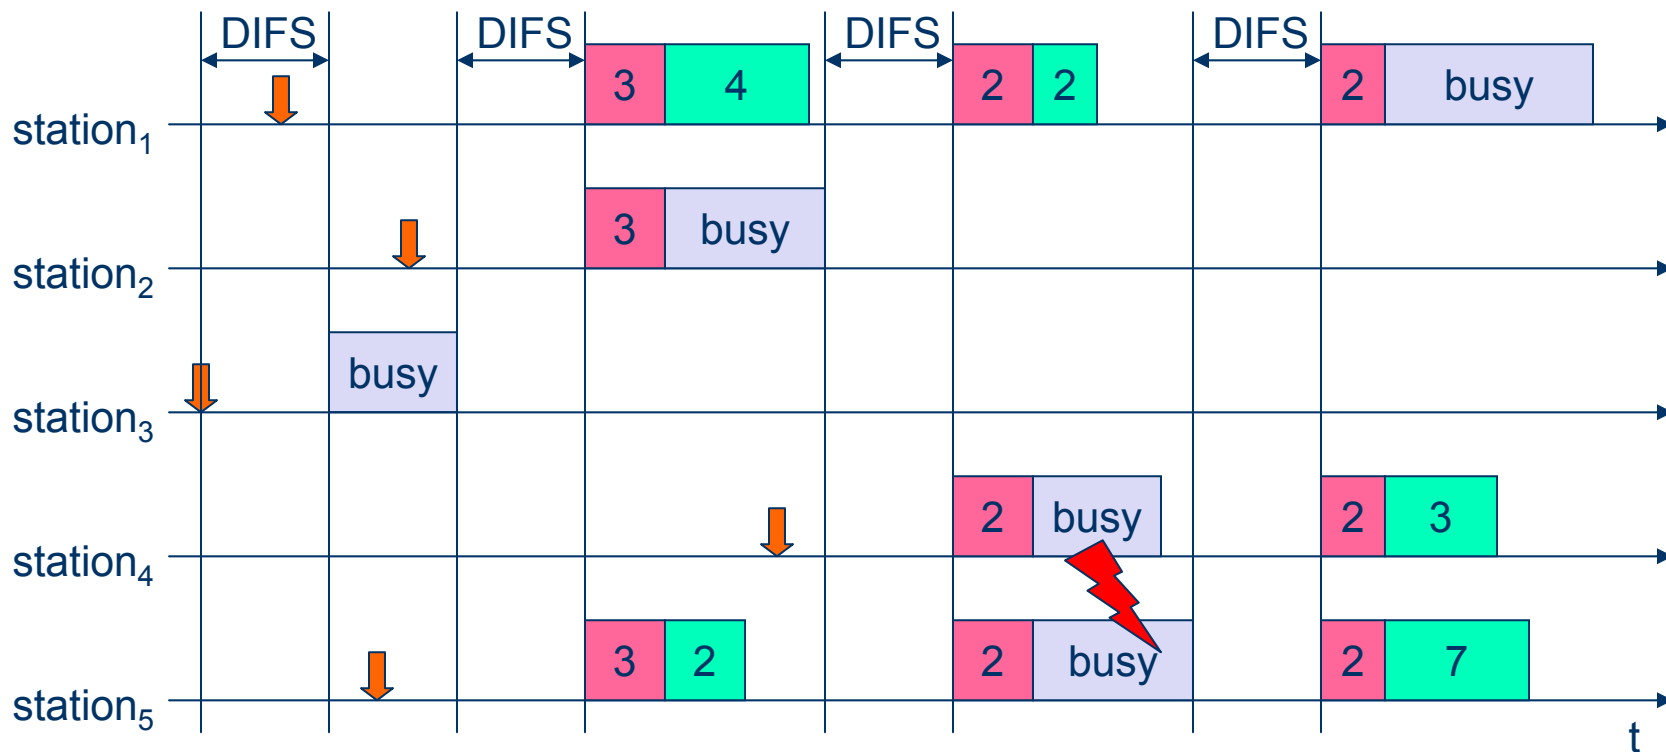 DIFS DIFS DIFS DIFS
station1 3 4 2 2 2 busy
station2 3 busy
station3 busy
station4 2 busy 2 3
station5 3 2 2 busy 2 7
t